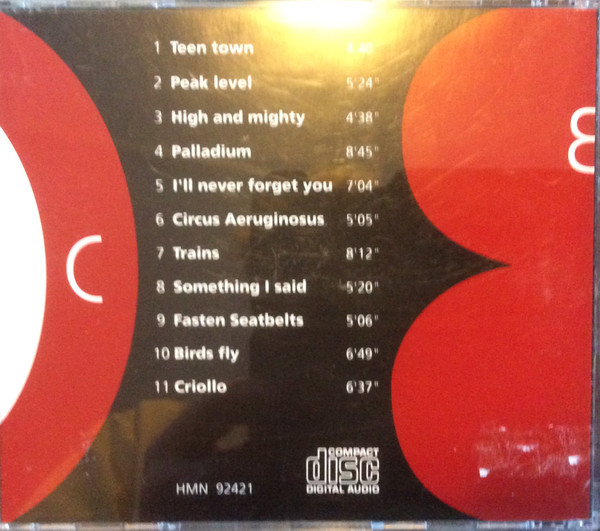 1 Teen town
2 Peak level 5'24"
3 High and mighty 4'38"
4 Palladium 8'45"
5 I'll never forget you 7'04"
6 Circus Aeruginosus 5'05"
7 Trains 8'12"
8 Something I said 5'20"
9 Fasten Seatbelts 5'06"
10 Birds fly 6'49"
11 Criollo 6'37"
8
COMPACT
disc
DIGITAL AUDIO
HMN 92421